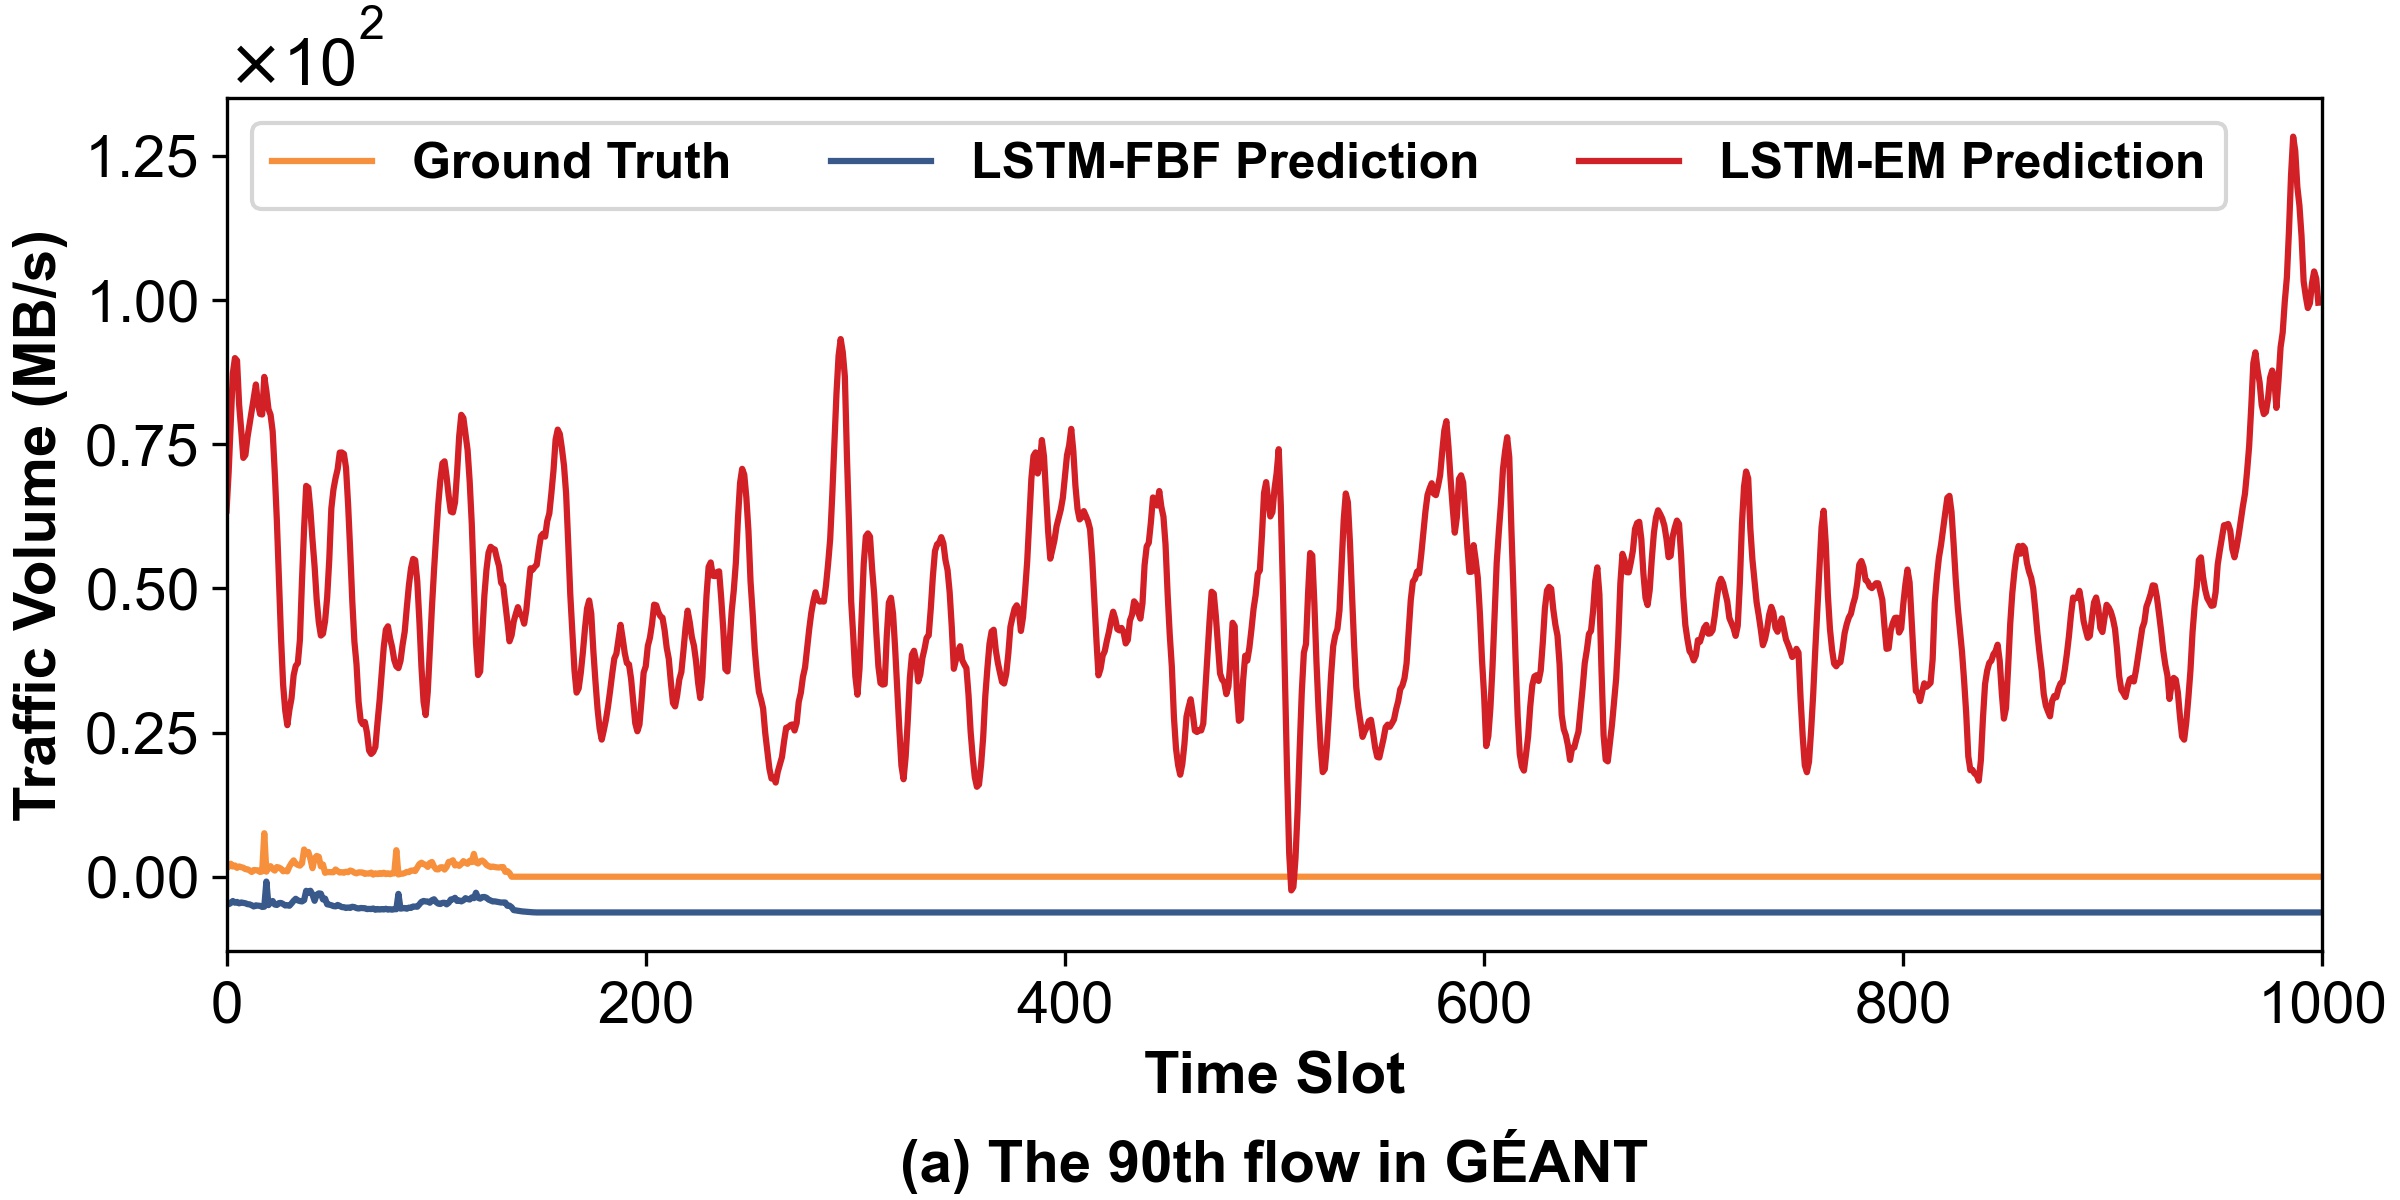 ×10²
1.25
1.00
0.75
0.50
0.25
0.00
Traffic Volume (MB/s)
Ground Truth LSTM-FBF Prediction LSTM-EM Prediction
0 200 400 600 800 1000
Time Slot
(a) The 90th flow in GÉANT